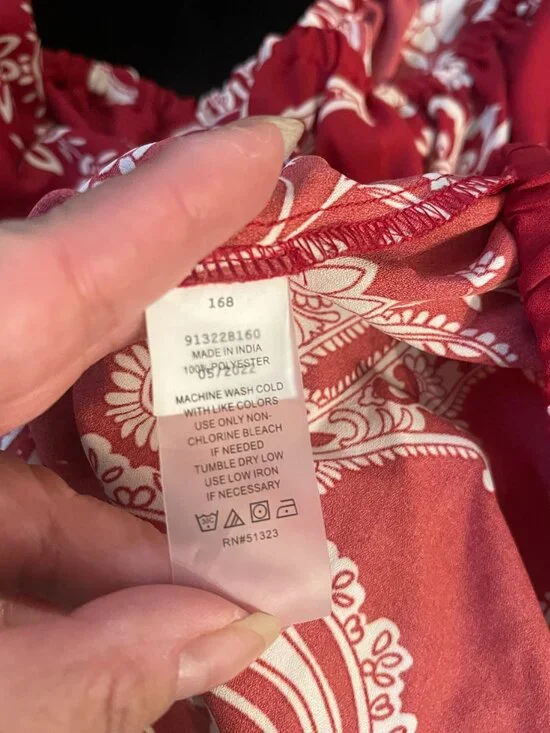 168
913228160
MADE IN INDIA
100% POLYESTER
05/2022
MACHINE WASH COLD
WITH LIKE COLORS
USE ONLY NON-
CHLORINE BLEACH
IF NEEDED
TUMBLE DRY LOW
USE LOW IRON
IF NECESSARY
RN#51323